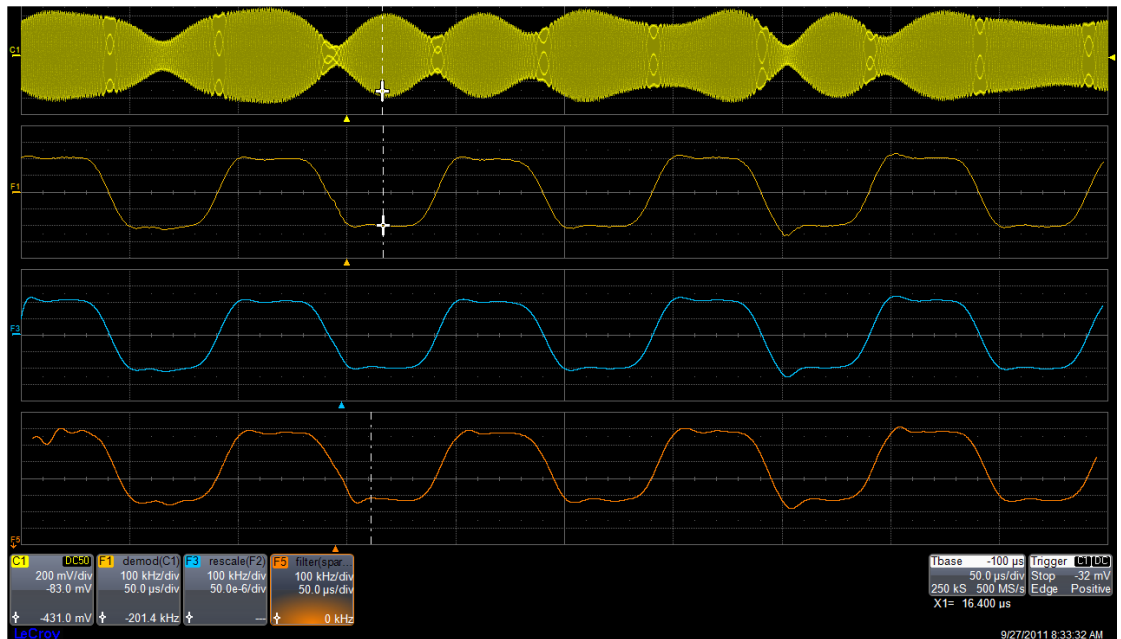 C1
F1
F3
F5
C1 DC50
200 mV/div
-83.0 mV
-431.0 mV
F1 demod(C1)
100 kHz/div
50.0 µs/div
-201.4 kHz
F3 rescale(F2)
100 kHz/div
50.0e-6/div
---
F5 filter(spar...
100 kHz/div
50.0 µs/div
0 kHz
Tbase -100 µs
50.0 µs/div
250 kS 500 MS/s
Trigger C1 DC
Stop -32 mV
Edge Positive
X1= 16.400 µs
LeCroy
9/27/2011 8:33:32 AM